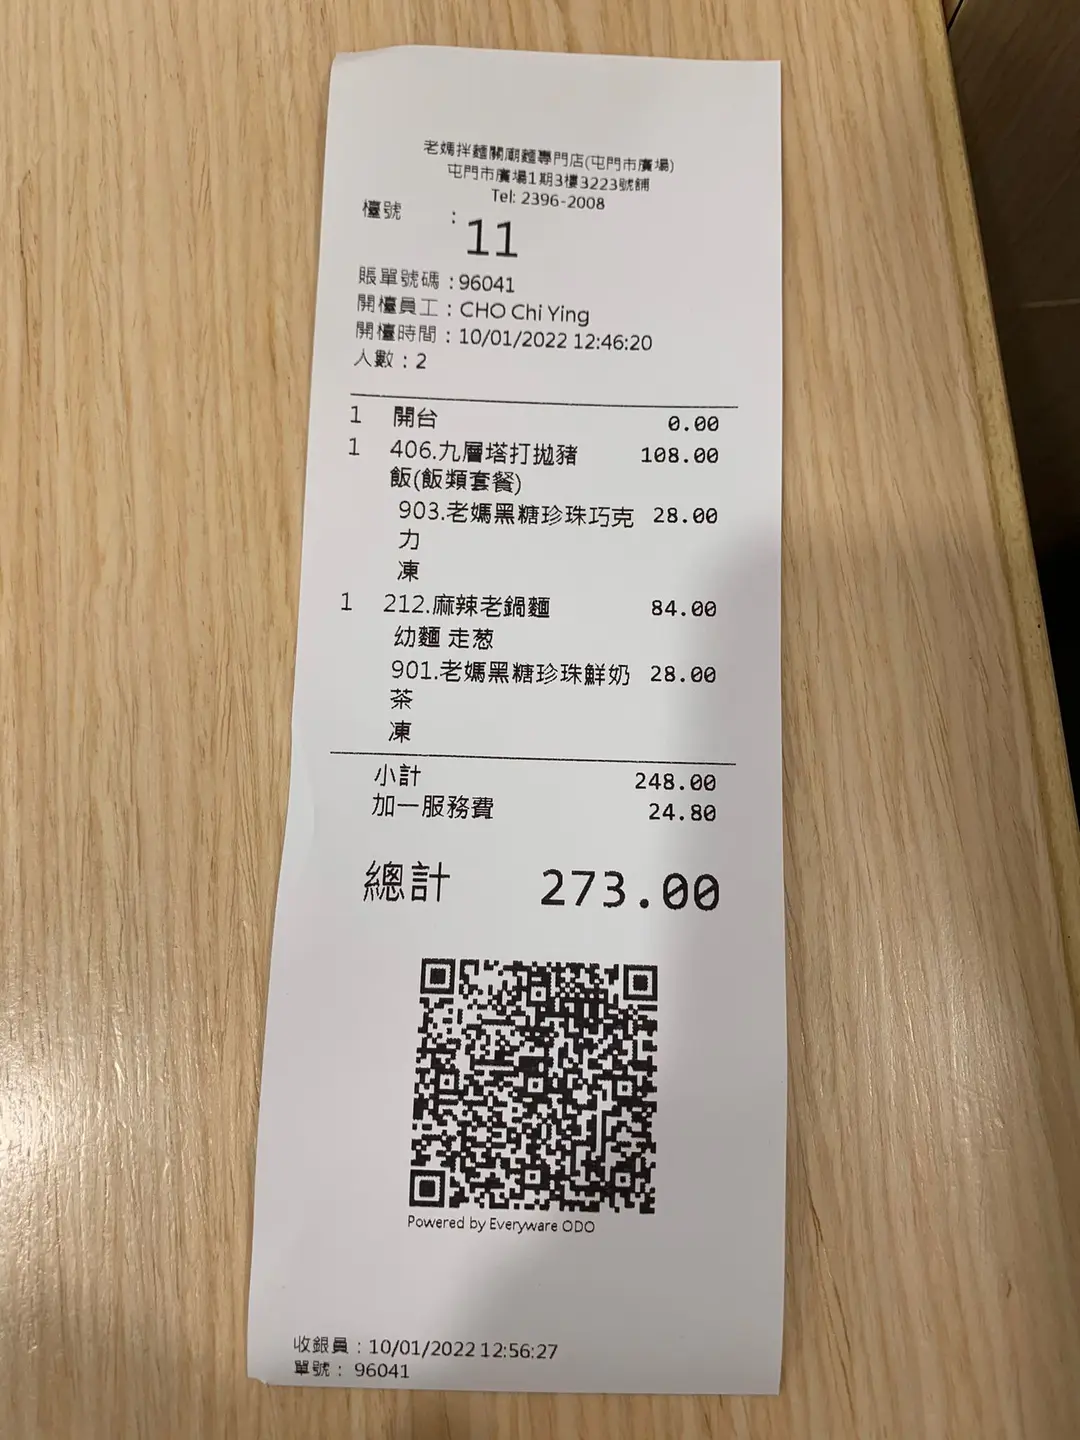 老媽拌麵關廟麵專門店(屯門市廣場)
屯門市廣場1期3樓3223號舖
Tel: 2396-2008
檯號 : 11
賬單號碼 : 96041
開檯員工 : CHO Chi Ying
開檯時間 : 10/01/2022 12:46:20
人數 : 2
1 開台 0.00
1 406.九層塔打拋豬 108.00
飯(飯類套餐)
903.老媽黑糖珍珠巧克 28.00
力
凍
1 212.麻辣老鍋麵 84.00
幼麵 走葱
901.老媽黑糖珍珠鮮奶 28.00
茶
凍
小計 248.00
加一服務費 24.80
總計 273.00
Powered by Everyware ODO
收銀員 : 10/01/2022 12:56:27
單號 : 96041